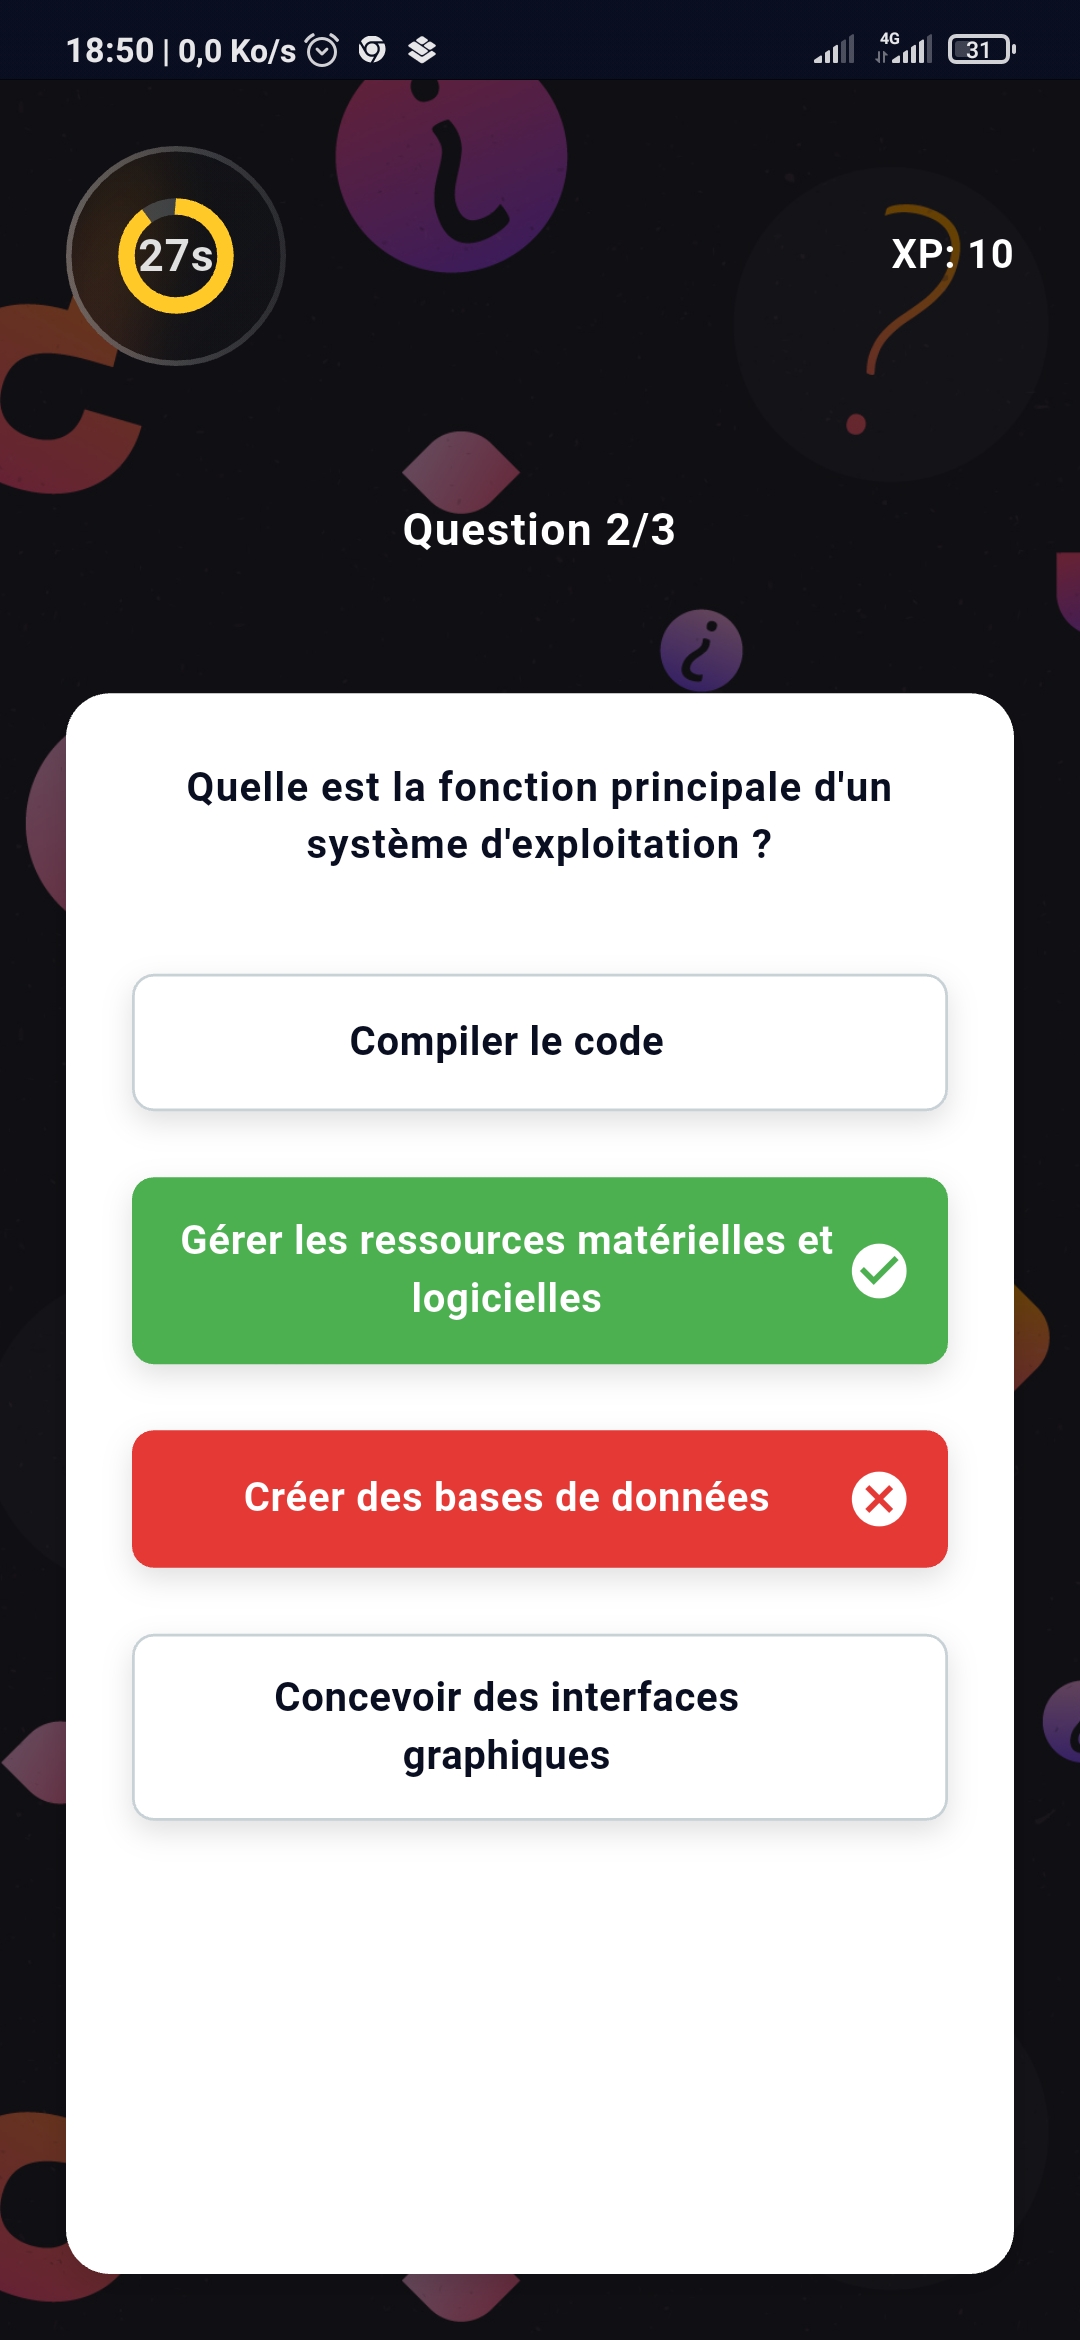 18:50 | 0,0 Ko/s 4G 31
27s
XP: 10
Question 2/3
Quelle est la fonction principale d'un
système d'exploitation ?
Compiler le code
Gérer les ressources matérielles et
logicielles
Créer des bases de données
Concevoir des interfaces
graphiques